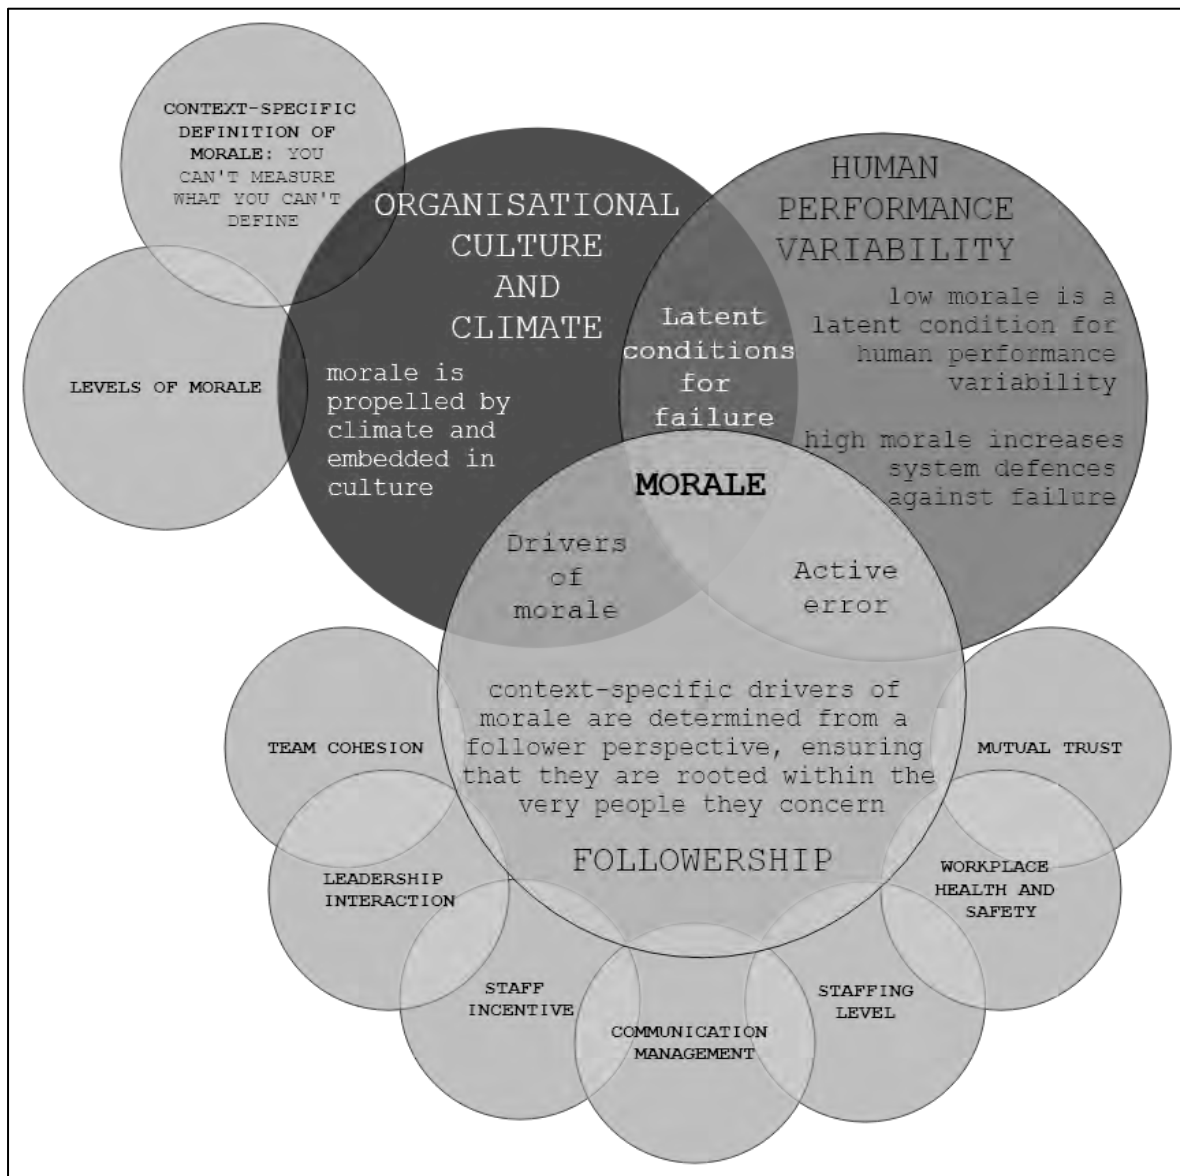 CONTEXT-SPECIFIC
DEFINITION OF
MORALE: YOU
CAN'T MEASURE
WHAT YOU CAN'T
DEFINE
LEVELS OF MORALE
ORGANISATIONAL
CULTURE
AND
CLIMATE
morale is
propelled by
climate and
embedded in
culture
HUMAN
PERFORMANCE
VARIABILITY
low morale is a
latent condition for
human performance
variability
high morale increases
system defences
against failure
Latent
conditions
for
failure
MORALE
Drivers
of
morale
Active
error
context-specific drivers of
morale are determined from a
follower perspective, ensuring
that they are rooted within the
very people they concern
FOLLOWERSHIP
TEAM COHESION
LEADERSHIP
INTERACTION
STAFF
INCENTIVE
COMMUNICATION
MANAGEMENT
STAFFING
LEVEL
WORKPLACE
HEALTH AND
SAFETY
MUTUAL TRUST